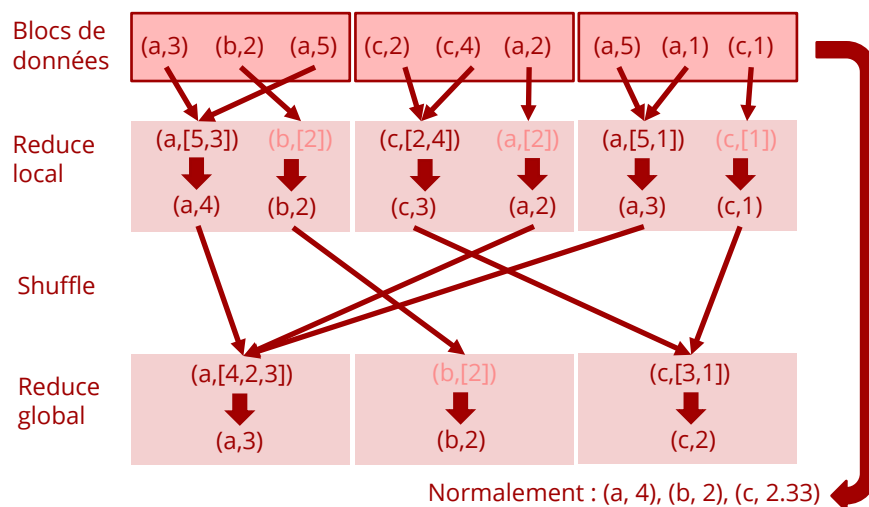 Blocs de données
(a,3) (b,2) (a,5) (c,2) (c,4) (a,2) (a,5) (a,1) (c,1)
Reduce local
(a,[5,3]) (b,[2]) (c,[2,4]) (a,[2]) (a,[5,1]) (c,[1])
(a,4) (b,2) (c,3) (a,2) (a,3) (c,1)
Shuffle
Reduce global
(a,[4,2,3]) (b,[2]) (c,[3,1])
(a,3) (b,2) (c,2)
Normalement : (a, 4), (b, 2), (c, 2.33)